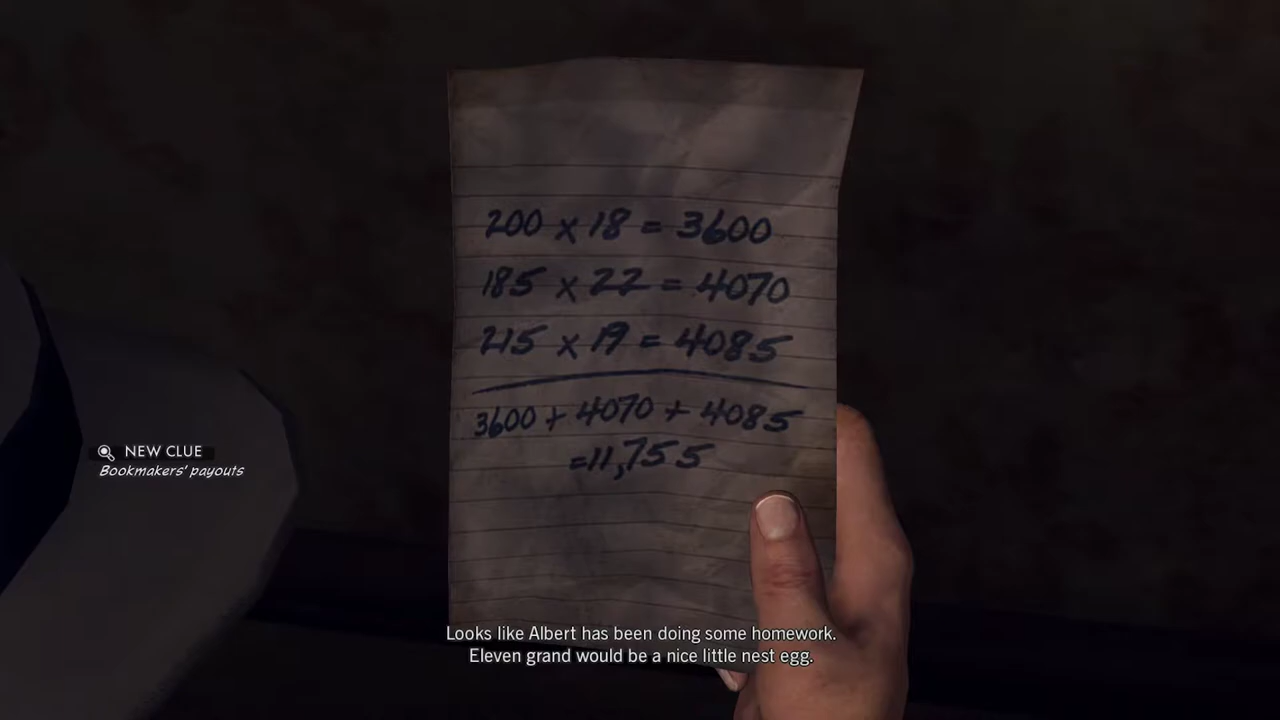 200 x 18 = 3600
185 x 22 = 4070
215 x 19 = 4085
3600 + 4070 + 4085
=11,755
NEW CLUE
Bookmakers' payouts
Looks like Albert has been doing some homework.
Eleven grand would be a nice little nest egg.